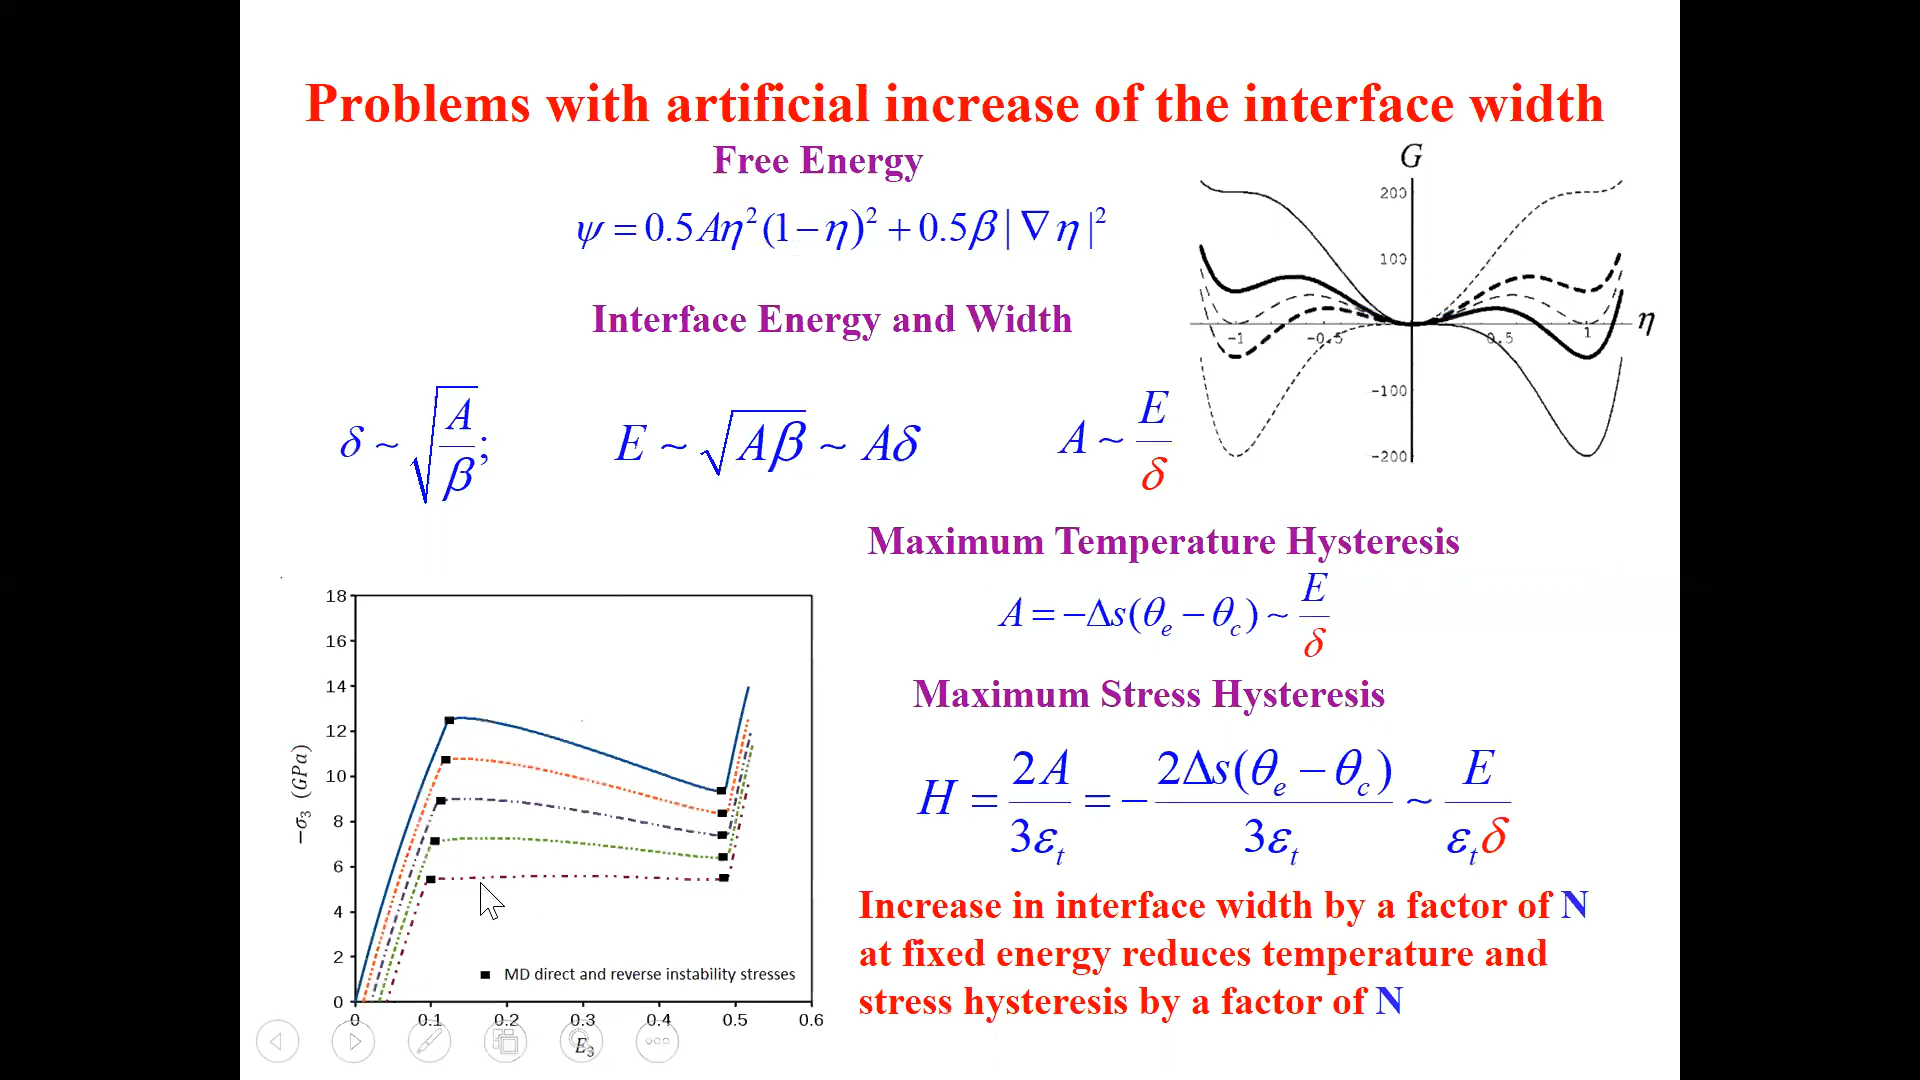 Problems with artificial increase of the interface width
Free Energy
ψ = 0.5Aη²(1−η)² + 0.5β|∇η|²
Interface Energy and Width
δ ~ √(A/β);
E ~ √(Aβ) ~ Aδ
A ~ E/δ
G
200
100
-100
-200
-1
-0.5
0.5
1
η
Maximum Temperature Hysteresis
A = −Δs(θe − θc) ~ E/δ
Maximum Stress Hysteresis
H = 2A/3εt = − 2Δs(θe − θc)/3εt ~ E/εtδ
Increase in interface width by a factor of N
at fixed energy reduces temperature and
stress hysteresis by a factor of N
−σ3 (GPa)
18
16
14
12
10
8
6
4
2
0
MD direct and reverse instability stresses
0 0.1 0.2 0.3 0.4 0.5 0.6
E3